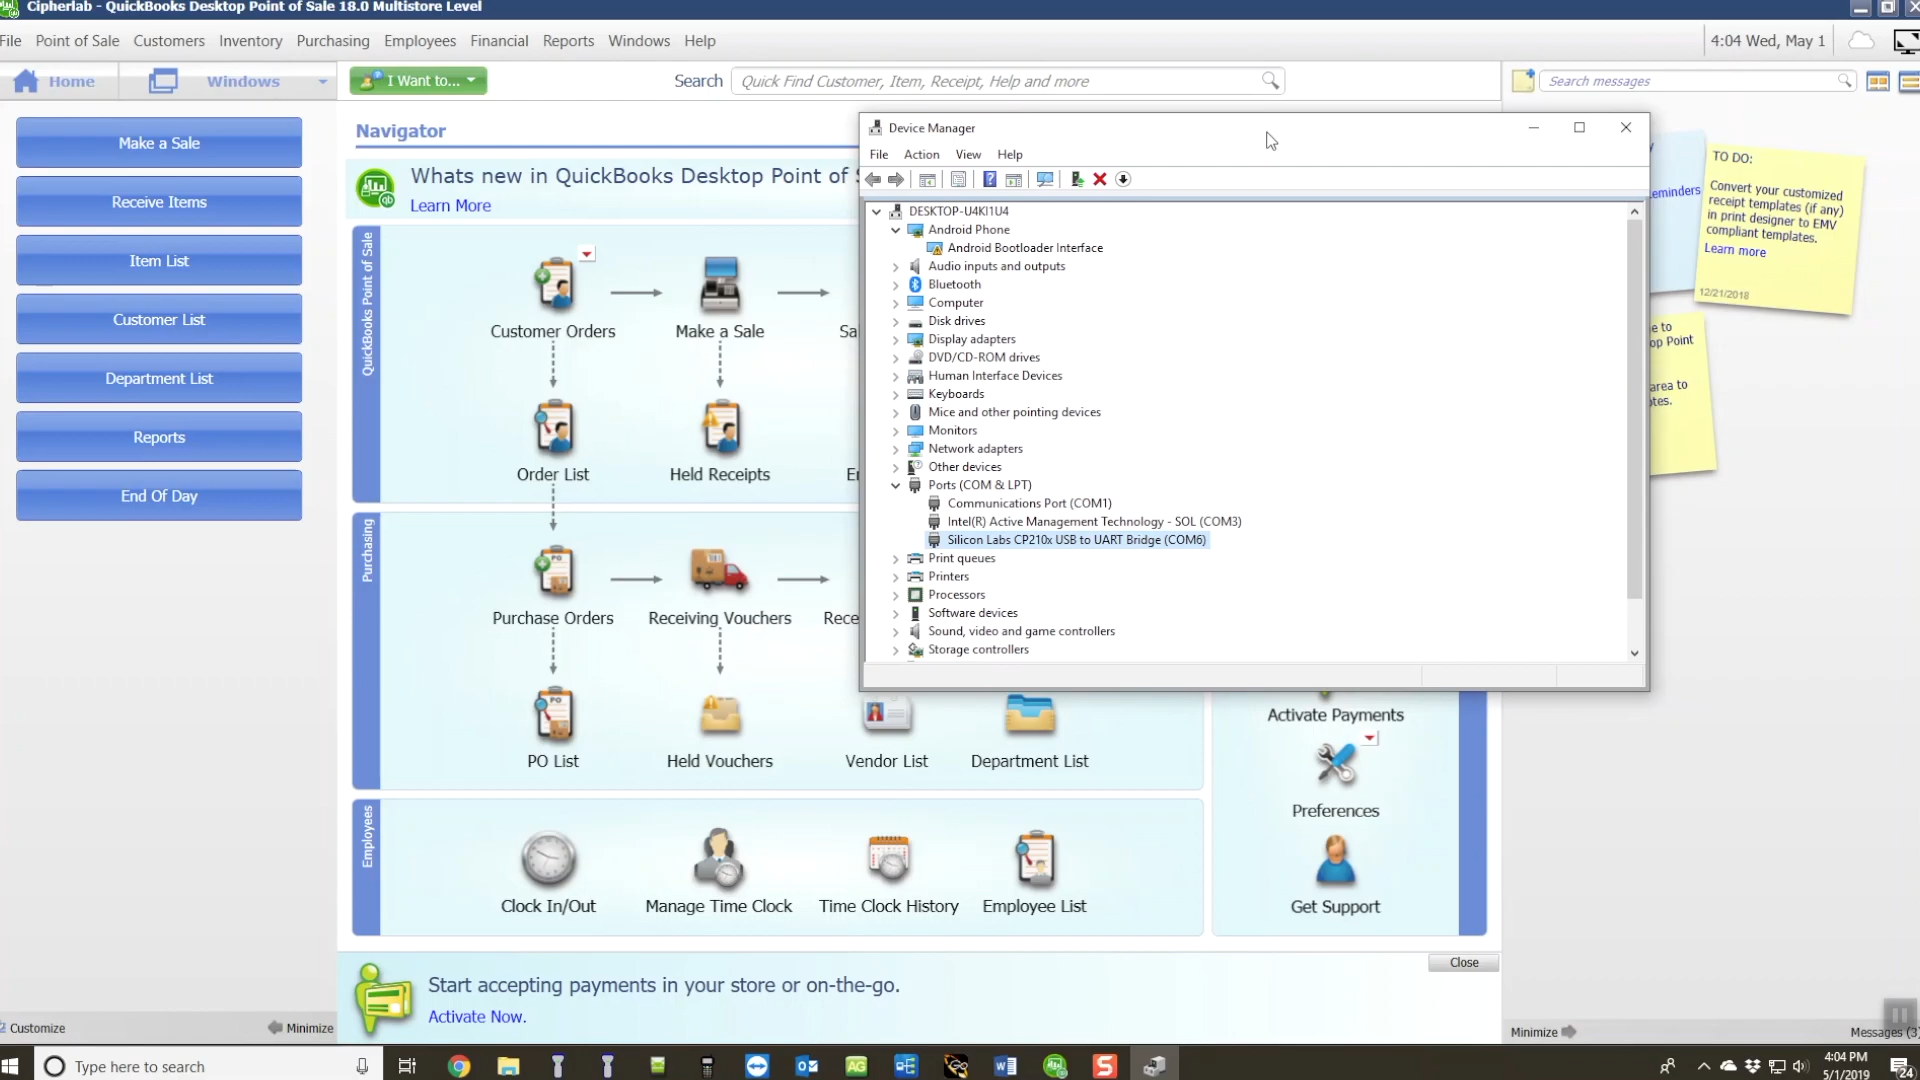 Cipherlab - QuickBooks Desktop Point of Sale 18.0 Multistore Level
File Point of Sale Customers Inventory Purchasing Employees Financial Reports Windows Help
4:04 Wed, May 1
Home
Windows
I Want to...
Search
Quick Find Customer, Item, Receipt, Help and more
Search messages
Make a Sale
Receive Items
Item List
Customer List
Department List
Reports
End Of Day
Customize
Minimize
Navigator
Whats new in QuickBooks Desktop Point of
Learn More
QuickBooks Point of Sale
Customer Orders
Make a Sale
Sa
Order List
Held Receipts
Purchasing
Purchase Orders
Receiving Vouchers
Rece
PO List
Held Vouchers
Vendor List
Department List
Employees
Clock In/Out
Manage Time Clock
Time Clock History
Employee List
Activate Payments
Preferences
Get Support
Start accepting payments in your store or on-the-go.
Activate Now.
Close
Device Manager
File Action View Help
DESKTOP-U4KI1U4
Android Phone
Android Bootloader Interface
Audio inputs and outputs
Bluetooth
Computer
Disk drives
Display adapters
DVD/CD-ROM drives
Human Interface Devices
Keyboards
Mice and other pointing devices
Monitors
Network adapters
Other devices
Ports (COM & LPT)
Communications Port (COM1)
Intel(R) Active Management Technology - SOL (COM3)
Silicon Labs CP210x USB to UART Bridge (COM6)
Print queues
Printers
Processors
Software devices
Sound, video and game controllers
Storage controllers
eminders
TO DO:
Convert your customized
receipt templates (if any)
in print designer to EMV
compliant templates.
Learn more
12/21/2018
e to
op Point
area to
otes.
Minimize
Messages (3)
Type here to search
4:04 PM
5/1/2019
24